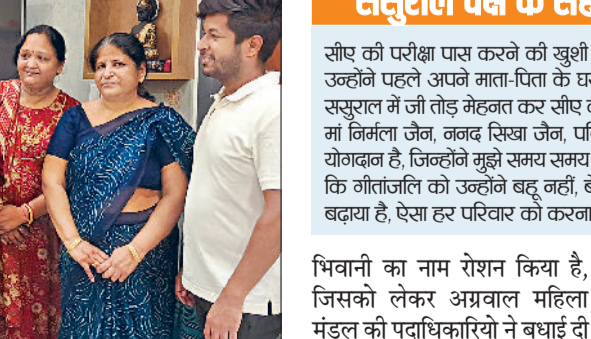 ससुराल पक्ष के
सीए की परीक्षा पास करने की खुशी
उन्होंने पहले अपने माता-पिता के
ससुराल में जी तोड़ मेहनत कर सीए
मां निर्मला जैन, ननद सिखा जैन,
योगदान है, जिन्होंने मुझे समय समय
कि गीतांजलि को उन्होंने बहू नहीं,
बढ़ाया है, ऐसा हर परिवार को करना
भिवानी का नाम रोशन किया है,
जिसको लेकर अग्रवाल महिला
मंडल की पदाधिकारियो ने बधाई दी